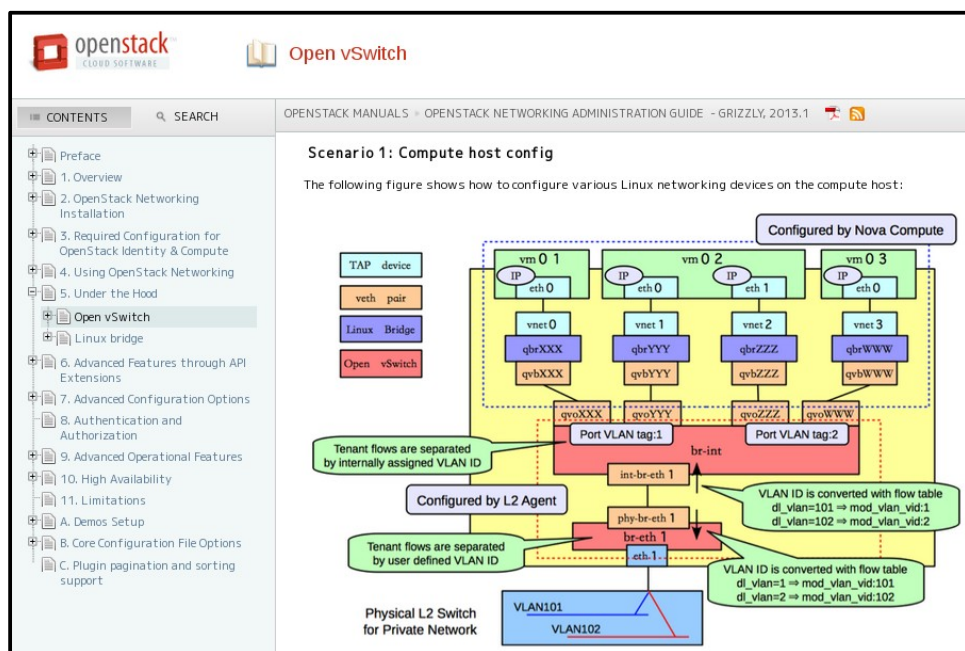 openstack
CLOUD SOFTWARE
Open vSwitch
CONTENTS
SEARCH
OPENSTACK MANUALS » OPENSTACK NETWORKING ADMINISTRATION GUIDE - GRIZZLY, 2013.1
Preface
1. Overview
2. OpenStack Networking
Installation
3. Required Configuration for
OpenStack Identity & Compute
4. Using OpenStack Networking
5. Under the Hood
Open vSwitch
Linux bridge
6. Advanced Features through API
Extensions
7. Advanced Configuration Options
8. Authentication and
Authorization
9. Advanced Operational Features
10. High Availability
11. Limitations
A. Demos Setup
B. Core Configuration File Options
C. Plugin pagination and sorting
support
Scenario 1: Compute host config
The following figure shows how to configure various Linux networking devices on the compute host:
Configured by Nova Compute
TAP device
veth pair
Linux Bridge
Open vSwitch
vm 0 1
vm 0 2
vm 0 3
IP
IP
IP
IP
eth 0
eth 0
eth 1
eth 0
vnet 0
vnet 1
vnet 2
vnet 3
qbrXXX
qbrYYY
qbrZZZ
qbrWWW
qvbXXX
qvbYYY
qvbZZZ
qvbWWW
qvoXXX
qvoYYY
qvoZZZ
qvoWWW
Port VLAN tag:1
Port VLAN tag:2
br-int
Tenant flows are separated
by internally assigned VLAN ID
int-br-eth 1
Configured by L2 Agent
VLAN ID is converted with flow table
dl_vlan=101 ⇒ mod_vlan_vid:1
dl_vlan=102 ⇒ mod_vlan_vid:2
phy-br-eth 1
br-eth 1
Tenant flows are separated
by user defined VLAN ID
eth 1
VLAN ID is converted with flow table
dl_vlan=1 ⇒ mod_vlan_vid:101
dl_vlan=2 ⇒ mod_vlan_vid:102
Physical L2 Switch
for Private Network
VLAN101
VLAN102